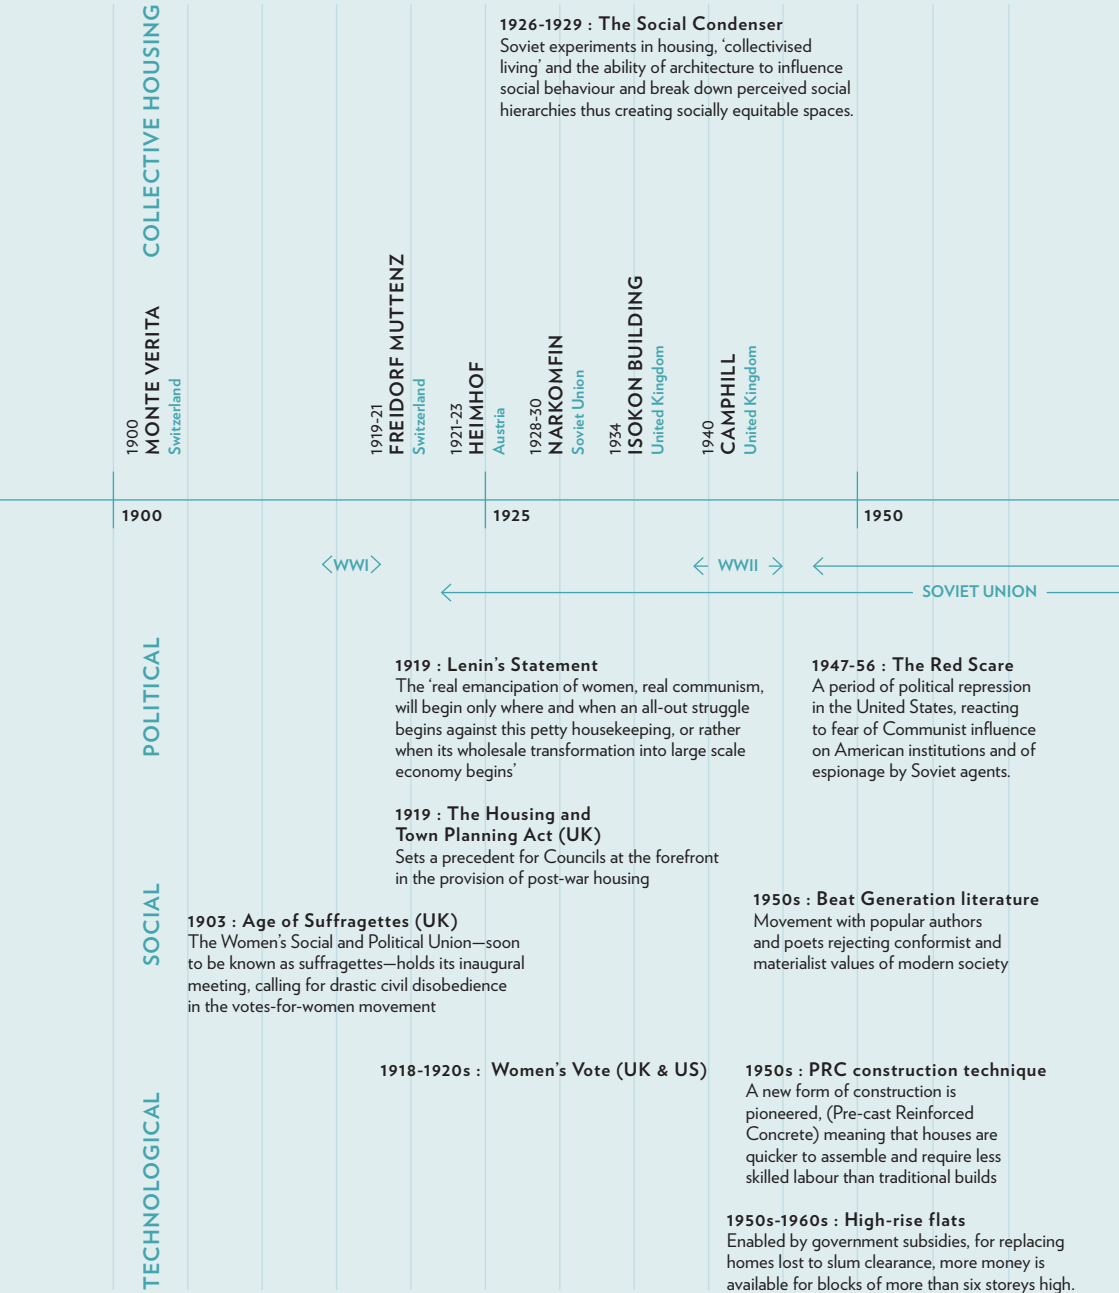 COLLECTIVE HOUSING
1926-1929 : The Social Condenser
Soviet experiments in housing, ‘collectivised
living’ and the ability of architecture to influence
social behaviour and break down perceived social
hierarchies thus creating socially equitable spaces.
1900
MONTE VERITA
Switzerland
1919-21
FREIDORF MUTTENZ
Switzerland
1921-23
HEIMHOF
Austria
1928-30
NARKOMFIN
Soviet Union
1934
ISOKON BUILDING
United Kingdom
1940
CAMPHILL
United Kingdom
1900
1925
1950
WWI
WWII
SOVIET UNION
POLITICAL
1919 : Lenin’s Statement
The ‘real emancipation of women, real communism,
will begin only where and when an all-out struggle
begins against this petty housekeeping, or rather
when its wholesale transformation into large scale
economy begins’
1947-56 : The Red Scare
A period of political repression
in the United States, reacting
to fear of Communist influence
on American institutions and of
espionage by Soviet agents.
1919 : The Housing and
Town Planning Act (UK)
Sets a precedent for Councils at the forefront
in the provision of post-war housing
SOCIAL
1903 : Age of Suffragettes (UK)
The Women’s Social and Political Union—soon
to be known as suffragettes—holds its inaugural
meeting, calling for drastic civil disobedience
in the votes-for-women movement
1950s : Beat Generation literature
Movement with popular authors
and poets rejecting conformist and
materialist values of modern society
1918-1920s : Women’s Vote (UK & US)
TECHNOLOGICAL
1950s : PRC construction technique
A new form of construction is
pioneered, (Pre-cast Reinforced
Concrete) meaning that houses are
quicker to assemble and require less
skilled labour than traditional builds
1950s-1960s : High-rise flats
Enabled by government subsidies, for replacing
homes lost to slum clearance, more money is
available for blocks of more than six storeys high.